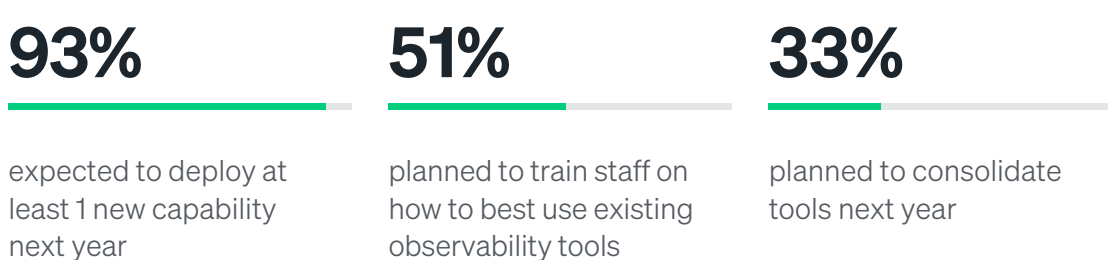 93%
expected to deploy at
least 1 new capability
next year
51%
planned to train staff on
how to best use existing
observability tools
33%
planned to consolidate
tools next year